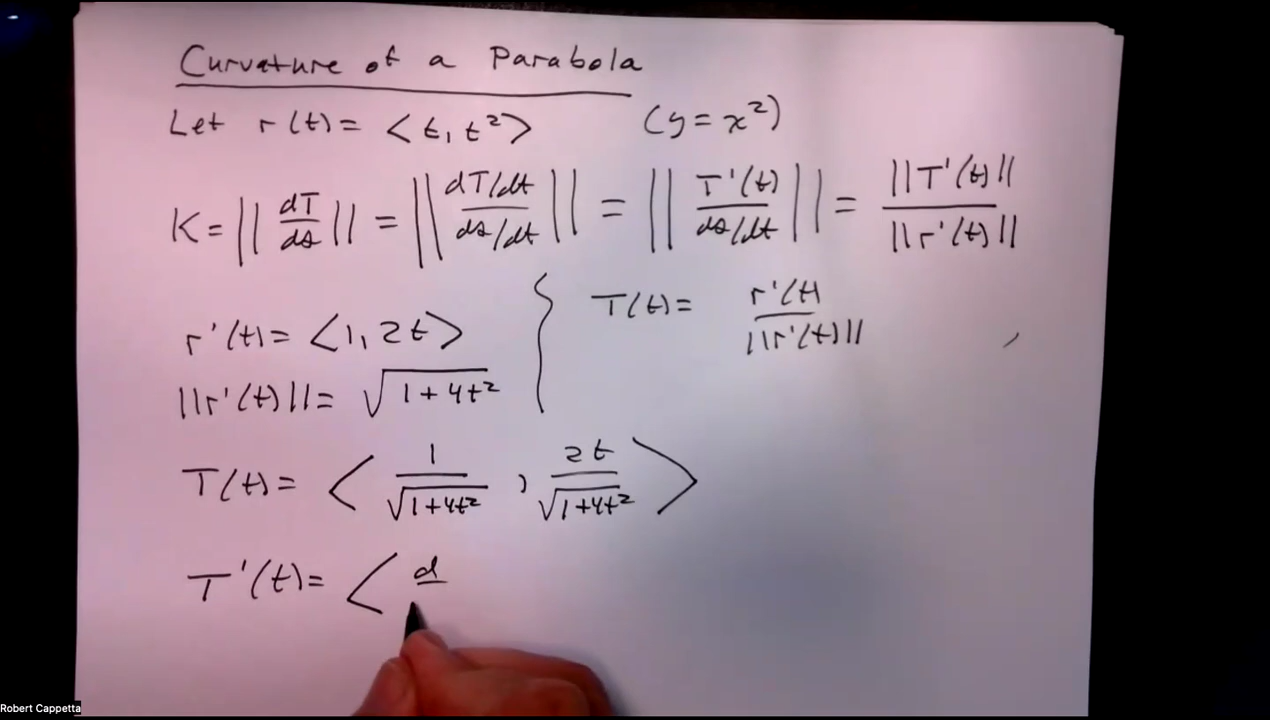 Curvature of a Parabola
Let r(t) = <t, t²> (y = x²)
K = || dT/ds || = || (dT/dt)/(ds/dt) || = || T'(t)/(ds/dt) || = ||T'(t)|| / ||r'(t)||
r'(t) = <1, 2t>
||r'(t)|| = √(1+4t²)
T(t) = r'(t) / ||r'(t)||
T(t) = < 1/√(1+4t²) , 2t/√(1+4t²) >
T'(t) = < d
Robert Cappetta